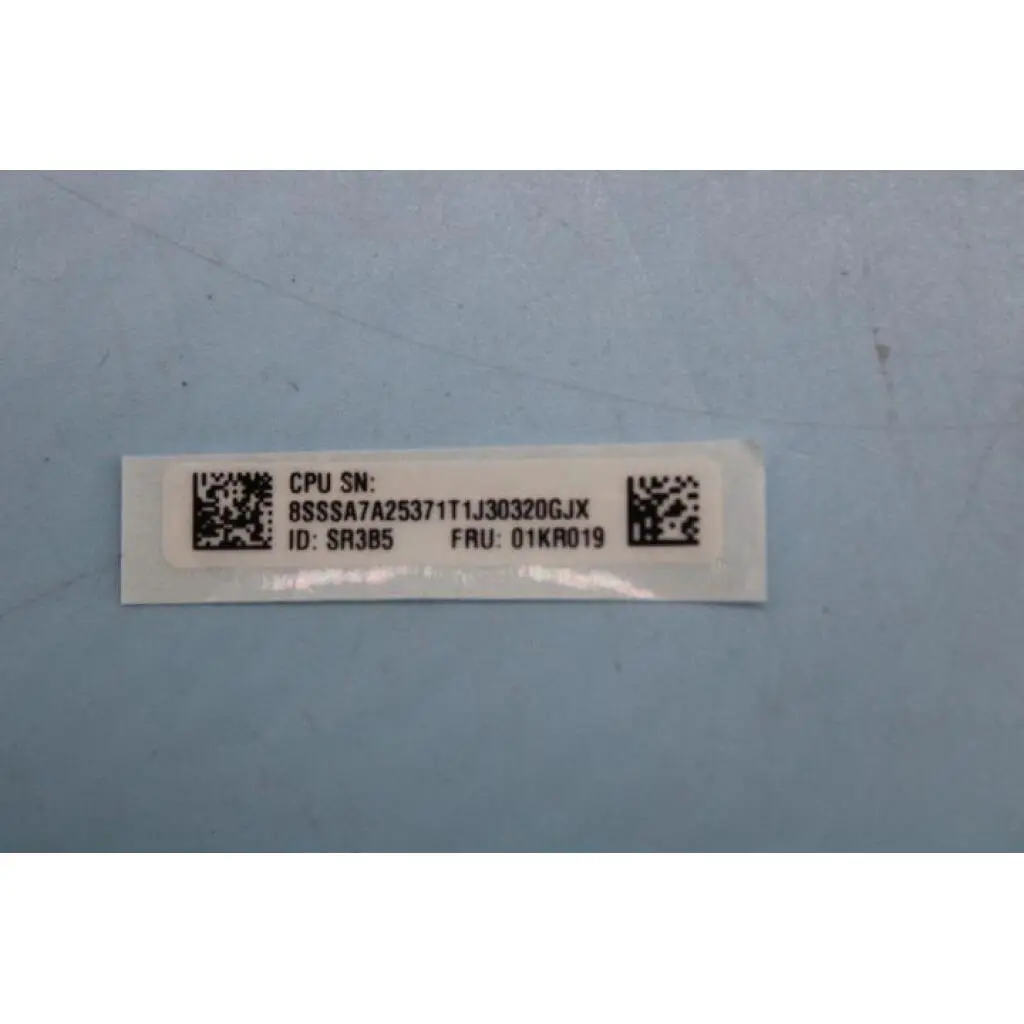 CPU SN:
8SSSA7A25371T1J30320GJX
ID: SR3B5 FRU: 01KR019